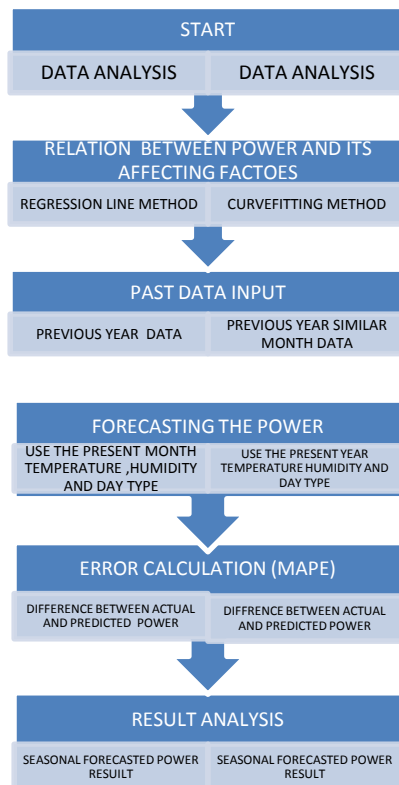 START
DATA ANALYSIS
DATA ANALYSIS
RELATION BETWEEN POWER AND ITS
AFFECTING FACTOES
REGRESSION LINE METHOD
CURVEFITTING METHOD
PAST DATA INPUT
PREVIOUS YEAR DATA
PREVIOUS YEAR SIMILAR
MONTH DATA
FORECASTING THE POWER
USE THE PRESENT MONTH
TEMPERATURE ,HUMIDITY
AND DAY TYPE
USE THE PRESENT YEAR
TEMPERATURE HUMIDITY AND
DAY TYPE
ERROR CALCULATION (MAPE)
DIFFERENCE BETWEEN ACTUAL
AND PREDICTED POWER
DIFFRENCE BETWEEN ACTUAL
AND PREDICTED POWER
RESULT ANALYSIS
SEASONAL FORECASTED POWER
RESUILT
SEASONAL FORECASTED POWER
RESULT